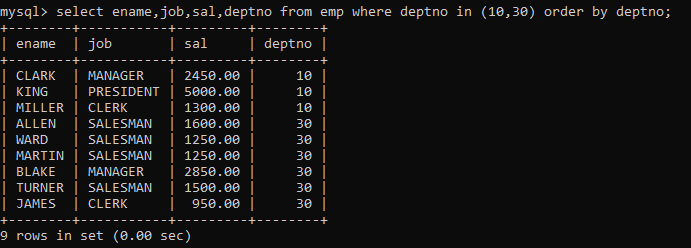 mysql> select ename,job,sal,deptno from emp where deptno in (10,30) order by deptno;
+--------+-----------+---------+--------+
| ename  | job       | sal     | deptno |
+--------+-----------+---------+--------+
| CLARK  | MANAGER   | 2450.00 |     10 |
| KING   | PRESIDENT | 5000.00 |     10 |
| MILLER | CLERK     | 1300.00 |     10 |
| ALLEN  | SALESMAN  | 1600.00 |     30 |
| WARD   | SALESMAN  | 1250.00 |     30 |
| MARTIN | SALESMAN  | 1250.00 |     30 |
| BLAKE  | MANAGER   | 2850.00 |     30 |
| TURNER | SALESMAN  | 1500.00 |     30 |
| JAMES  | CLERK     |  950.00 |     30 |
+--------+-----------+---------+--------+
9 rows in set (0.00 sec)